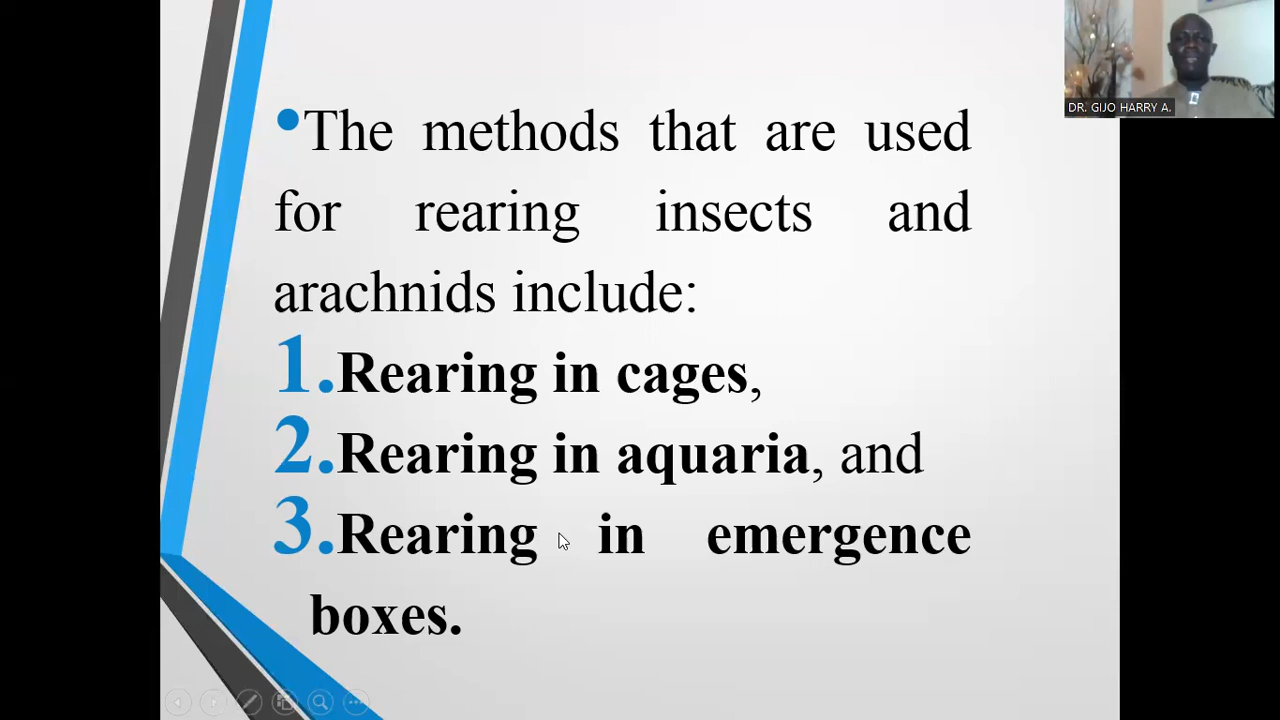 DR. GIJO HARRY A.
•The methods that are used
for rearing insects and
arachnids include:
1.Rearing in cages,
2.Rearing in aquaria, and
3.Rearing in emergence
boxes.